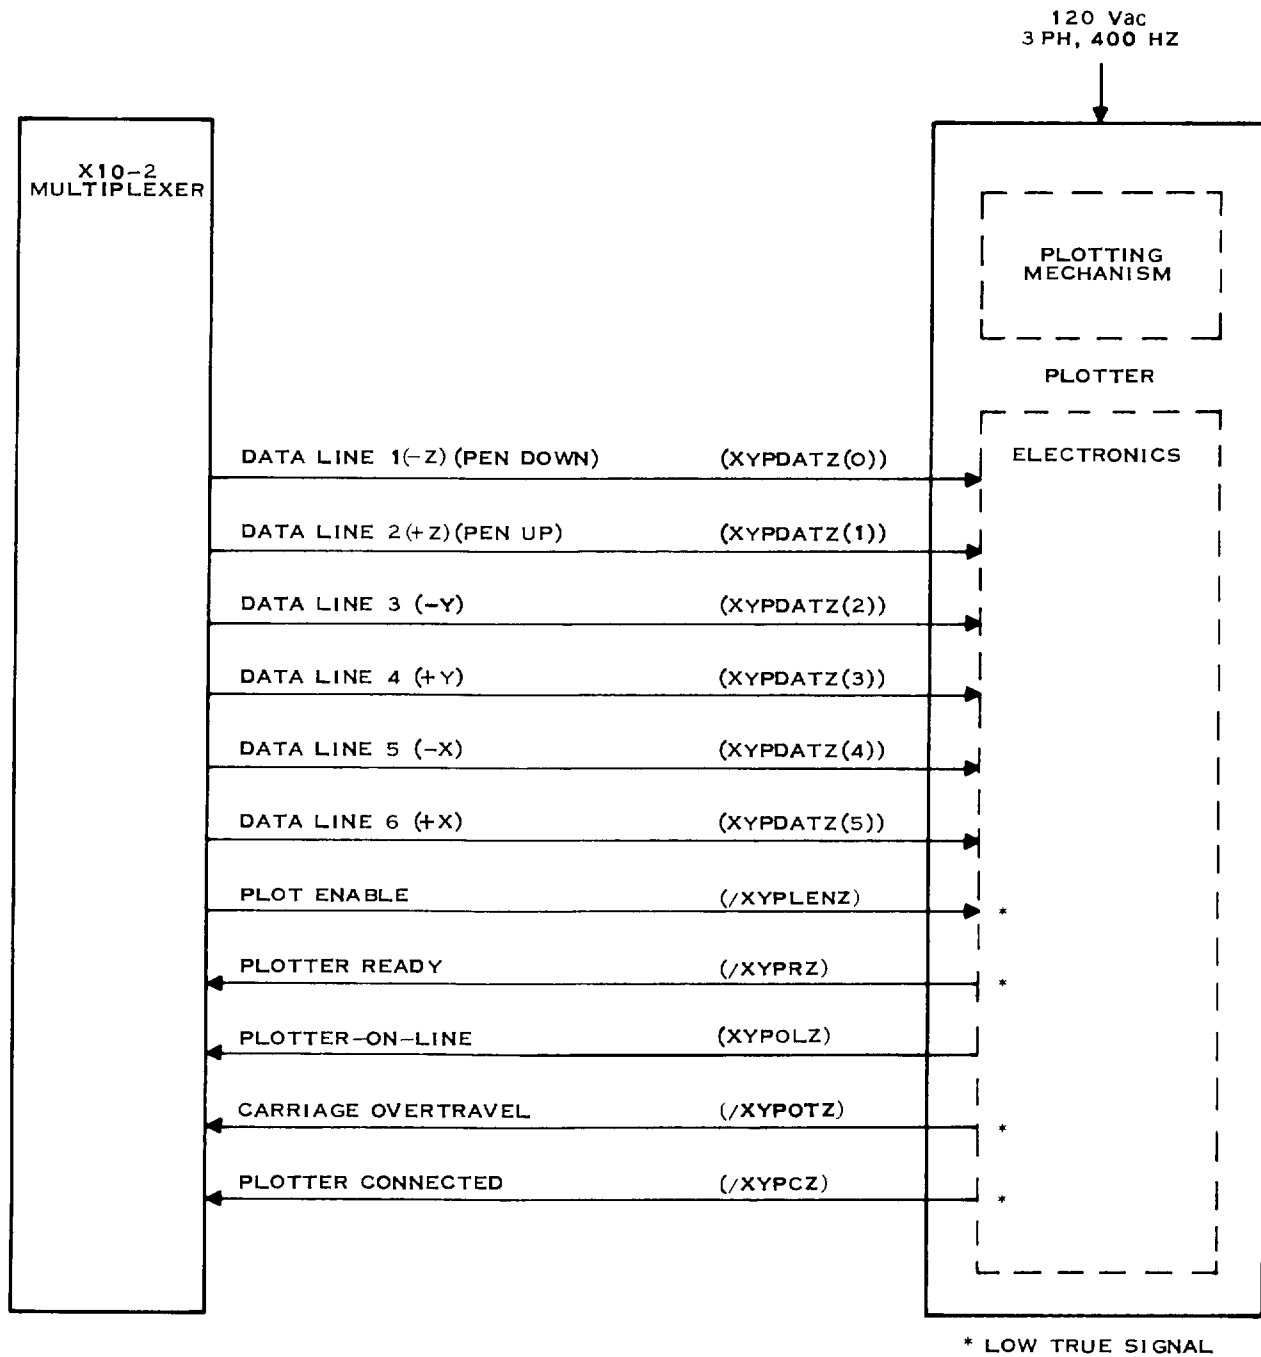 120 Vac
3 PH, 400 HZ
X10-2
MULTIPLEXER
PLOTTING
MECHANISM
PLOTTER
ELECTRONICS
DATA LINE 1(-Z) (PEN DOWN) (XYPDATZ(0))
DATA LINE 2(+Z)(PEN UP) (XYPDATZ(1))
DATA LINE 3 (-Y) (XYPDATZ(2))
DATA LINE 4 (+Y) (XYPDATZ(3))
DATA LINE 5 (-X) (XYPDATZ(4))
DATA LINE 6 (+X) (XYPDATZ(5))
PLOT ENABLE (/XYPLENZ) *
PLOTTER READY (/XYPRZ) *
PLOTTER-ON-LINE (XYPOLZ)
CARRIAGE OVERTRAVEL (/XYPOTZ) *
PLOTTER CONNECTED (/XYPCZ) *
* LOW TRUE SIGNAL